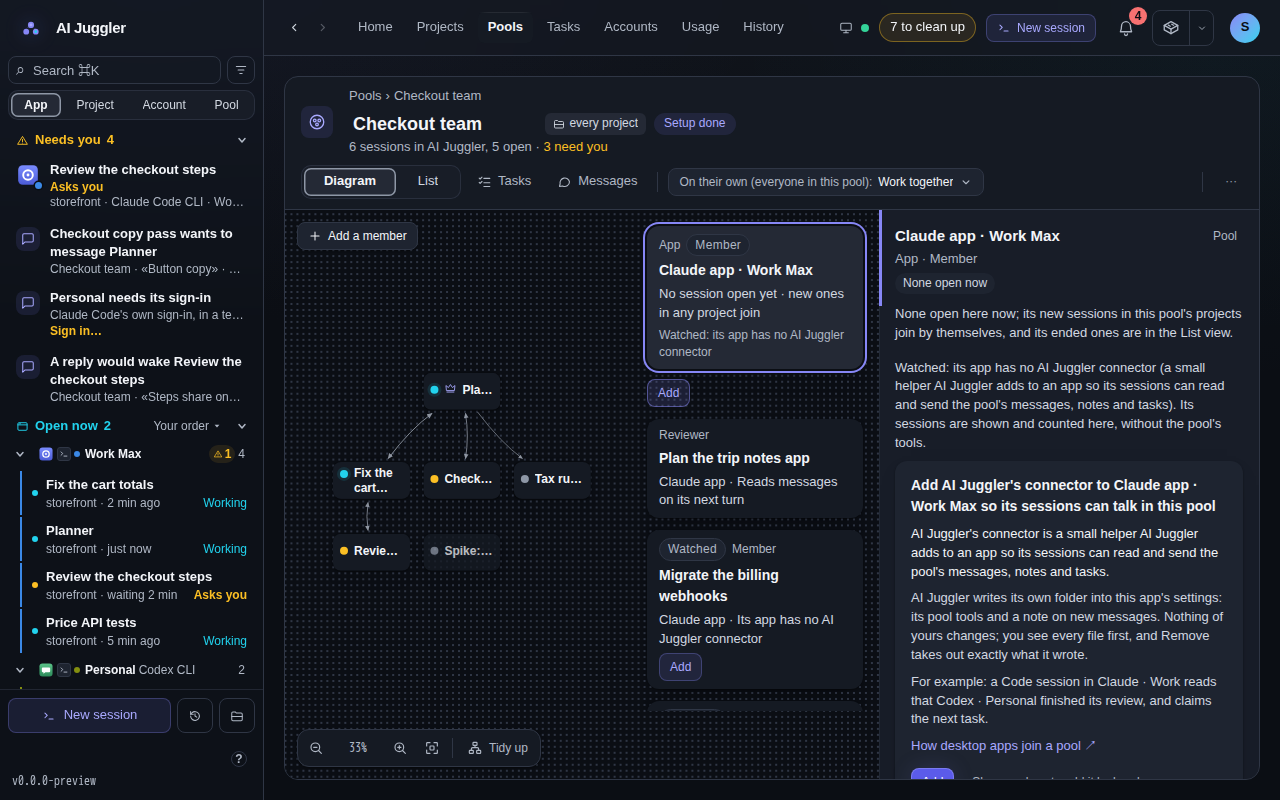 AI Juggler
Search ⌘K
App
Project
Account
Pool
Needs you 4
Review the checkout steps
Asks you
storefront · Claude Code CLI · Wo…
Checkout copy pass wants to
message Planner
Checkout team · «Button copy» · …
Personal needs its sign-in
Claude Code's own sign-in, in a te…
Sign in…
A reply would wake Review the
checkout steps
Checkout team · «Steps share on…
Open now 2
Your order
Work Max
1
4
Fix the cart totals
storefront · 2 min ago
Working
Planner
storefront · just now
Working
Review the checkout steps
storefront · waiting 2 min
Asks you
Price API tests
storefront · 5 min ago
Working
Personal Codex CLI
2
New session
?
v0.0.0-preview
Home
Projects
Pools
Tasks
Accounts
Usage
History
7 to clean up
New session
4
S
Pools › Checkout team
Checkout team
every project
Setup done
6 sessions in AI Juggler, 5 open · 3 need you
Diagram
List
Tasks
Messages
On their own (everyone in this pool): Work together
Add a member
Pla…
Fix the
cart…
Check…
Tax ru…
Revie…
Spike:…
App
Member
Claude app · Work Max
No session open yet · new ones
in any project join
Watched: its app has no AI Juggler
connector
Add
Reviewer
Plan the trip notes app
Claude app · Reads messages
on its next turn
Watched
Member
Migrate the billing
webhooks
Claude app · Its app has no AI
Juggler connector
Add
33%
Tidy up
Claude app · Work Max
Pool
App · Member
None open now
None open here now; its new sessions in this pool's projects
join by themselves, and its ended ones are in the List view.
Watched: its app has no AI Juggler connector (a small
helper AI Juggler adds to an app so its sessions can read
and send the pool's messages, notes and tasks). Its
sessions are shown and counted here, without the pool's
tools.
Add AI Juggler's connector to Claude app ·
Work Max so its sessions can talk in this pool
AI Juggler's connector is a small helper AI Juggler
adds to an app so its sessions can read and send the
pool's messages, notes and tasks.
AI Juggler writes its own folder into this app's settings:
its pool tools and a note on new messages. Nothing of
yours changes; you see every file first, and Remove
takes out exactly what it wrote.
For example: a Code session in Claude · Work reads
that Codex · Personal finished its review, and claims
the next task.
How desktop apps join a pool ↗